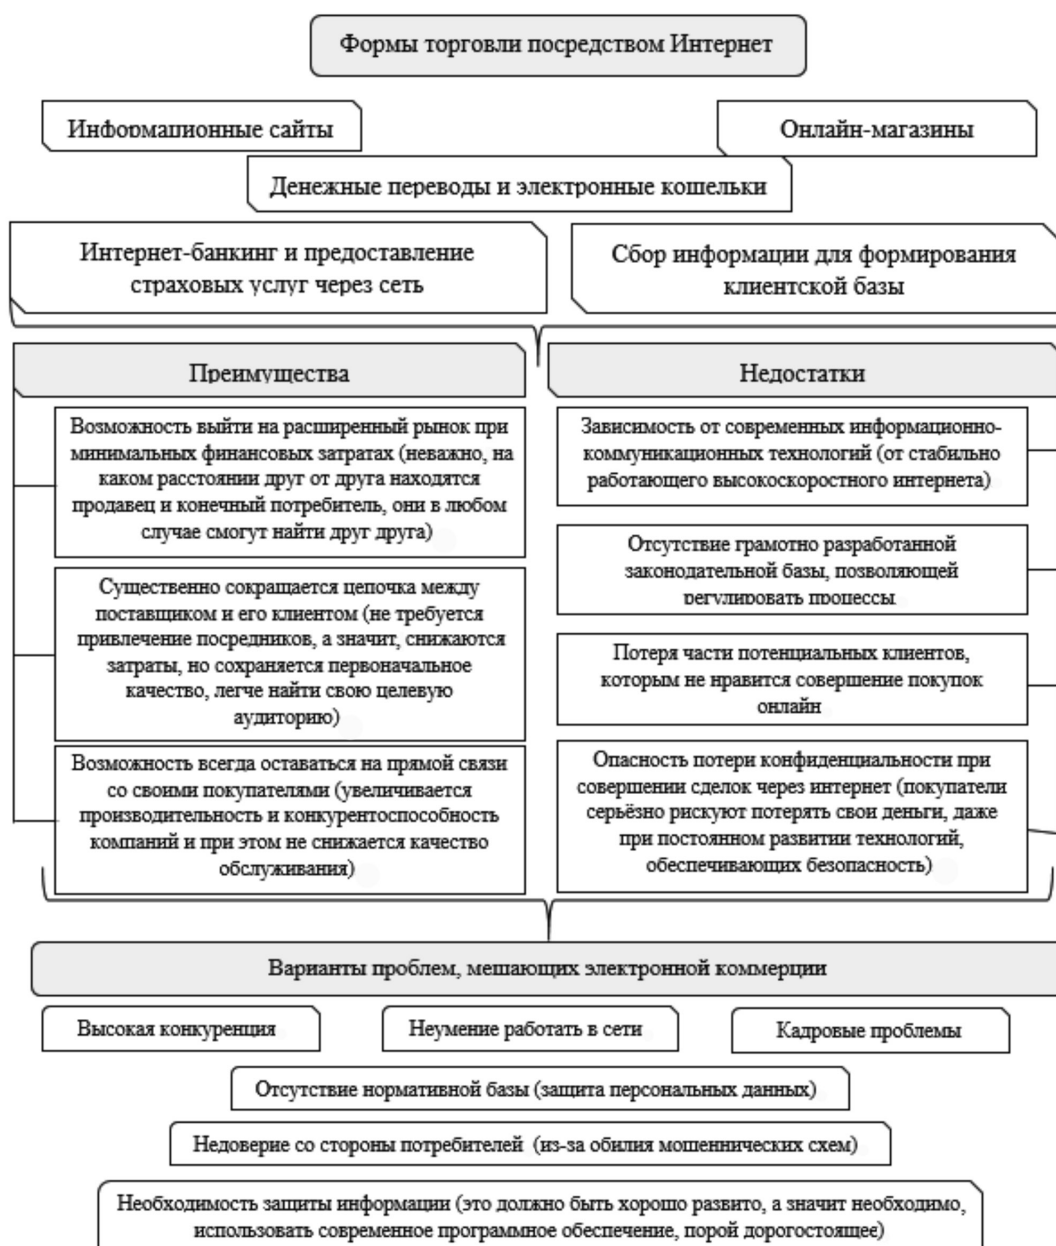 Формы торговли посредством Интернет
Информационные сайты
Онлайн-магазины
Денежные переводы и электронные кошельки
Интернет-банкинг и предоставление
страховых услуг через сеть
Сбор информации для формирования
клиентской базы
Преимущества
Возможность выйти на расширенный рынок при
минимальных финансовых затратах (неважно, на
каком расстоянии друг от друга находятся
продавец и конечный потребитель, они в любом
случае смогут найти друг друга)
Существенно сокращается цепочка между
поставщиком и его клиентом (не требуется
привлечение посредников, а значит, снижаются
затраты, но сохраняется первоначальное
качество, легче найти свою целевую
аудиторию)
Возможность всегда оставаться на прямой связи
со своими покупателями (увеличивается
производительность и конкурентоспособность
компаний и при этом не снижается качество
обслуживания)
Недостатки
Зависимость от современных информационно-
коммуникационных технологий (от стабильно
работающего высокоскоростного интернета)
Отсутствие грамотно разработанной
законодательной базы, позволяющей
регулировать процессы
Потеря части потенциальных клиентов,
которым не нравится совершение покупок
онлайн
Опасность потери конфиденциальности при
совершении сделок через интернет (покупатели
серьёзно рискуют потерять свои деньги, даже
при постоянном развитии технологий,
обеспечивающих безопасность)
Варианты проблем, мешающих электронной коммерции
Высокая конкуренция
Неумение работать в сети
Кадровые проблемы
Отсутствие нормативной базы (защита персональных данных)
Недоверие со стороны потребителей (из-за обилия мошеннических схем)
Необходимость защиты информации (это должно быть хорошо развито, а значит необходимо,
использовать современное программное обеспечение, порой дорогостоящее)